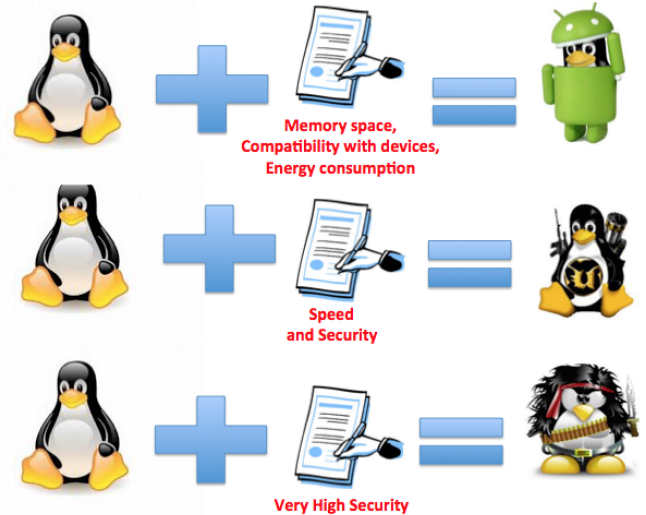 Memory space,
Compatibility with devices,
Energy consumption
Speed
and Security
Very High Security